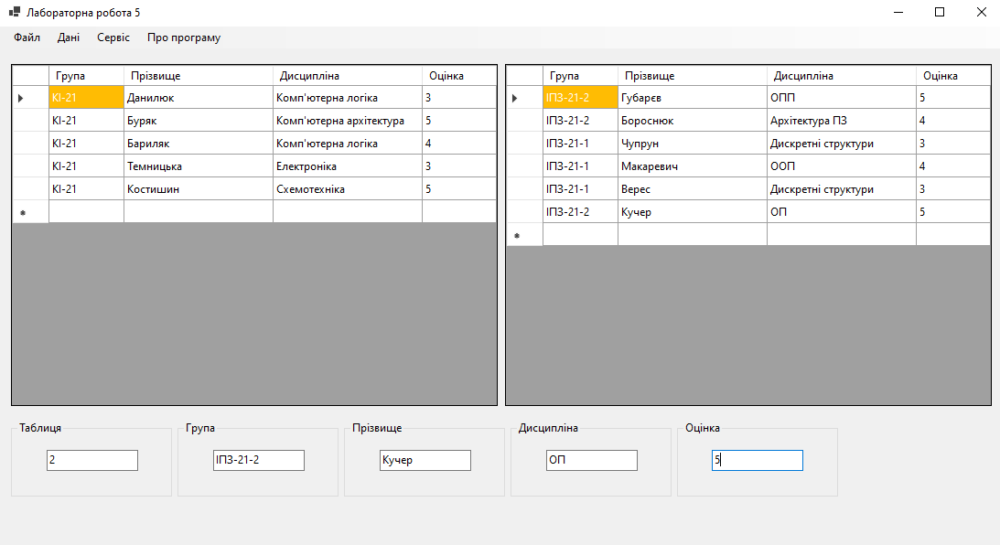 Лабораторна робота 5
Файл Дані Сервіс Про програму
Група Прізвище Дисципліна Оцінка
КІ-21 Данилюк Комп'ютерна логіка 3
КІ-21 Буряк Комп'ютерна архітектура 5
КІ-21 Бариляк Комп'ютерна логіка 4
КІ-21 Темницька Електроніка 3
КІ-21 Костишин Схемотехніка 5
Група Прізвище Дисципліна Оцінка
ІПЗ-21-2 Губарєв ОПП 5
ІПЗ-21-2 Бороснюк Архітектура ПЗ 4
ІПЗ-21-1 Чупрун Дискретні структури 3
ІПЗ-21-1 Макаревич ООП 4
ІПЗ-21-1 Верес Дискретні структури 3
ІПЗ-21-2 Кучер ОП 5
Таблиця Група Прізвище Дисципліна Оцінка
2 ІПЗ-21-2 Кучер ОП 5